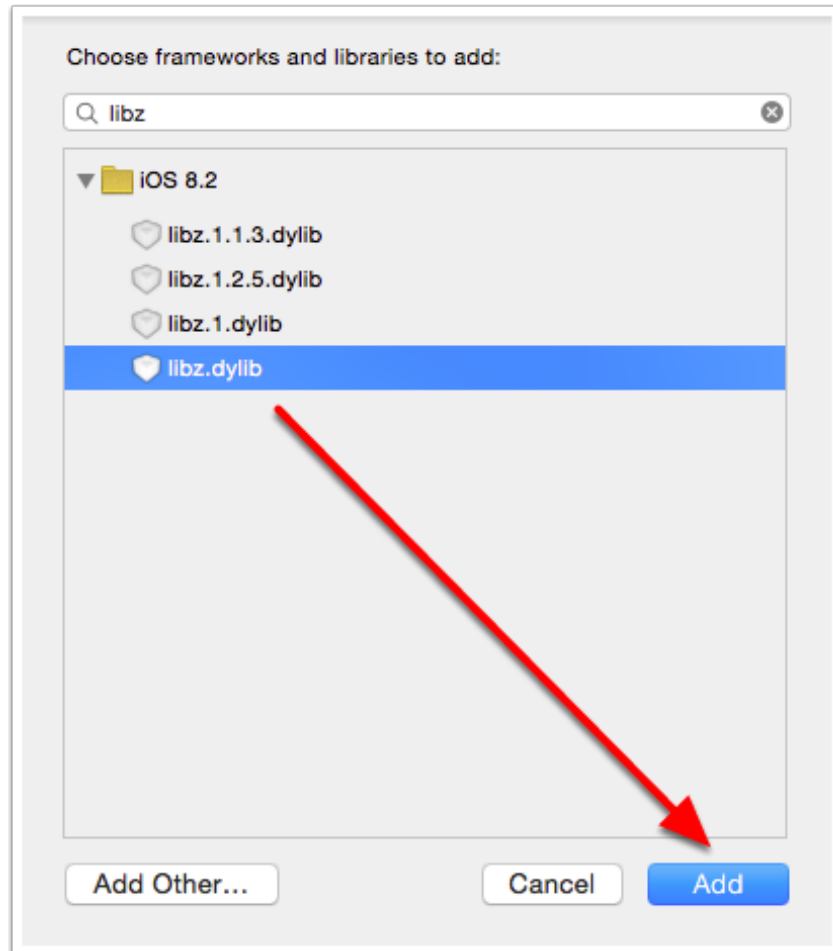 Choose frameworks and libraries to add:
libz
iOS 8.2
libz.1.1.3.dylib
libz.1.2.5.dylib
libz.1.dylib
libz.dylib
Add Other... Cancel Add